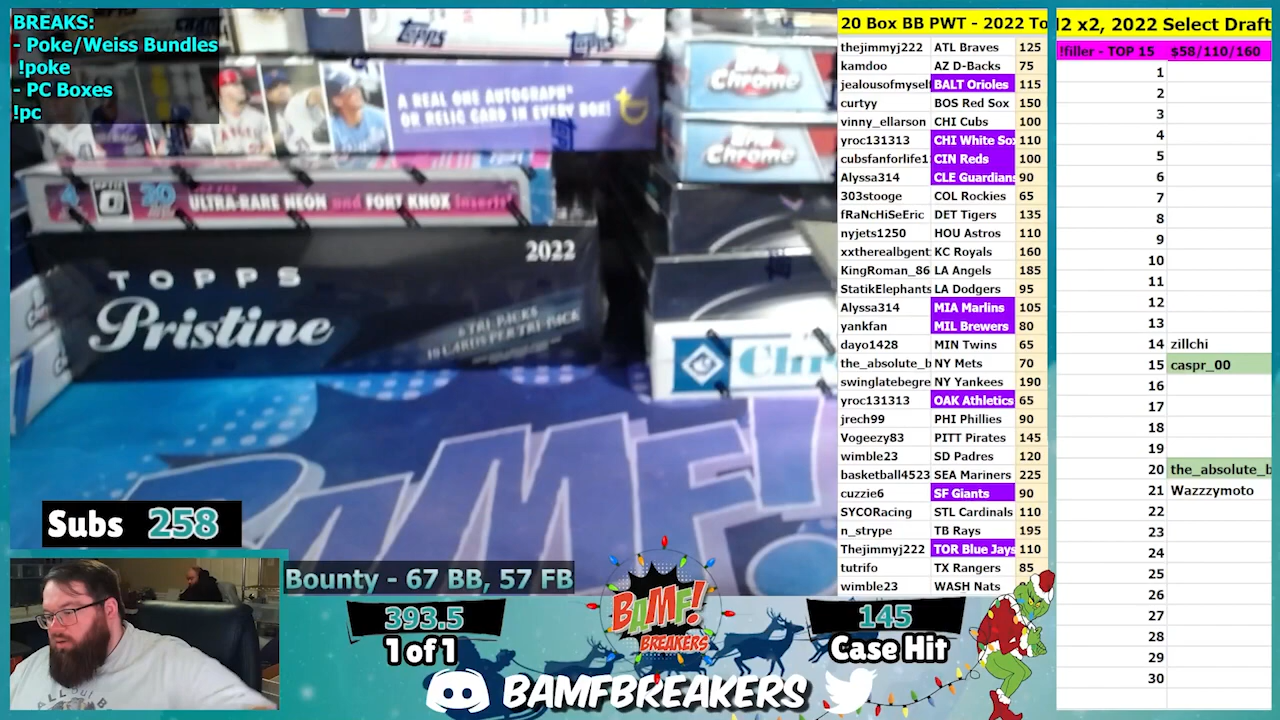 BREAKS:
- Poke/Weiss Bundles
!poke
- PC Boxes
!pc
Topps
Topps
A REAL ONE AUTOGRAPH*
OR RELIC CARD IN EVERY BOX!
Chrome
Chrome
and FORT KNOX Inserts!
2022
TOPPS
Pristine
Subs 258
Bounty - 67 BB, 57 FB
393.5
1 of 1
BAMF!
BREAKERS
145
Case Hit
BAMFBREAKERS
20 Box BB PWT - 2022 To
thejimmyj222 ATL Braves 125
kamdoo AZ D-Backs 75
jealousofmysel BALT Orioles 115
curtyy BOS Red Sox 150
vinny_ellarson CHI Cubs 100
yroc131313 CHI White Sox 110
cubsfanforlife1 CIN Reds 100
Alyssa314 CLE Guardians 90
303stooge COL Rockies 65
fRaNcHiSeEric DET Tigers 135
nyjets1250 HOU Astros 110
xxtherealbgent KC Royals 160
KingRoman_86 LA Angels 185
StatikElephants LA Dodgers 95
Alyssa314 MIA Marlins 105
yankfan MIL Brewers 80
dayo1428 MIN Twins 65
the_absolute_b NY Mets 70
swinglatebegre NY Yankees 190
yroc131313 OAK Athletics 65
jrech99 PHI Phillies 90
Vogeezy83 PITT Pirates 145
wimble23 SD Padres 120
basketball4523 SEA Mariners 225
cuzzie6 SF Giants 90
SYCORacing STL Cardinals 110
n_strype TB Rays 195
Thejimmyj222 TOR Blue Jays 110
tutrifo TX Rangers 85
wimble23 WASH Nats
2 x2, 2022 Select Draft
!filler - TOP 15 $58/110/160
1
2
3
4
5
6
7
8
9
10
11
12
13
14 zillchi
15 caspr_00
16
17
18
19
20 the_absolute_b
21 Wazzzymoto
22
23
24
25
26
27
28
29
30